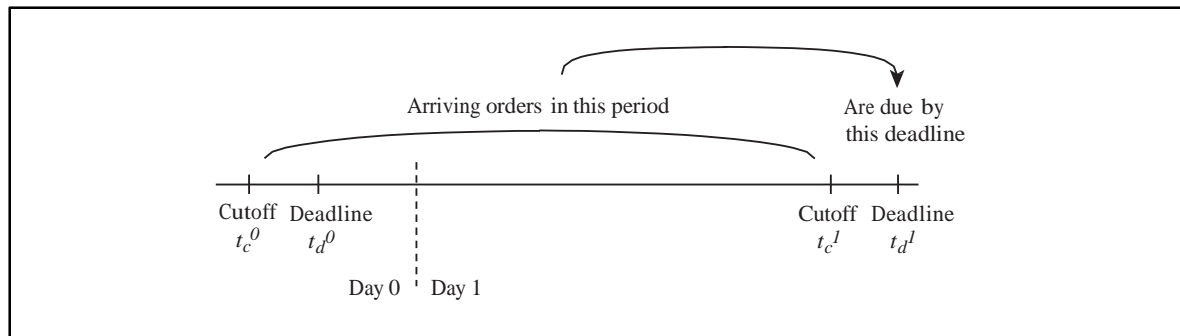 Arriving orders in this period
Are due by
this deadline
Cutoff Deadline
t_c^0 t_d^0
Cutoff Deadline
t_c^1 t_d^1
Day 0 Day 1